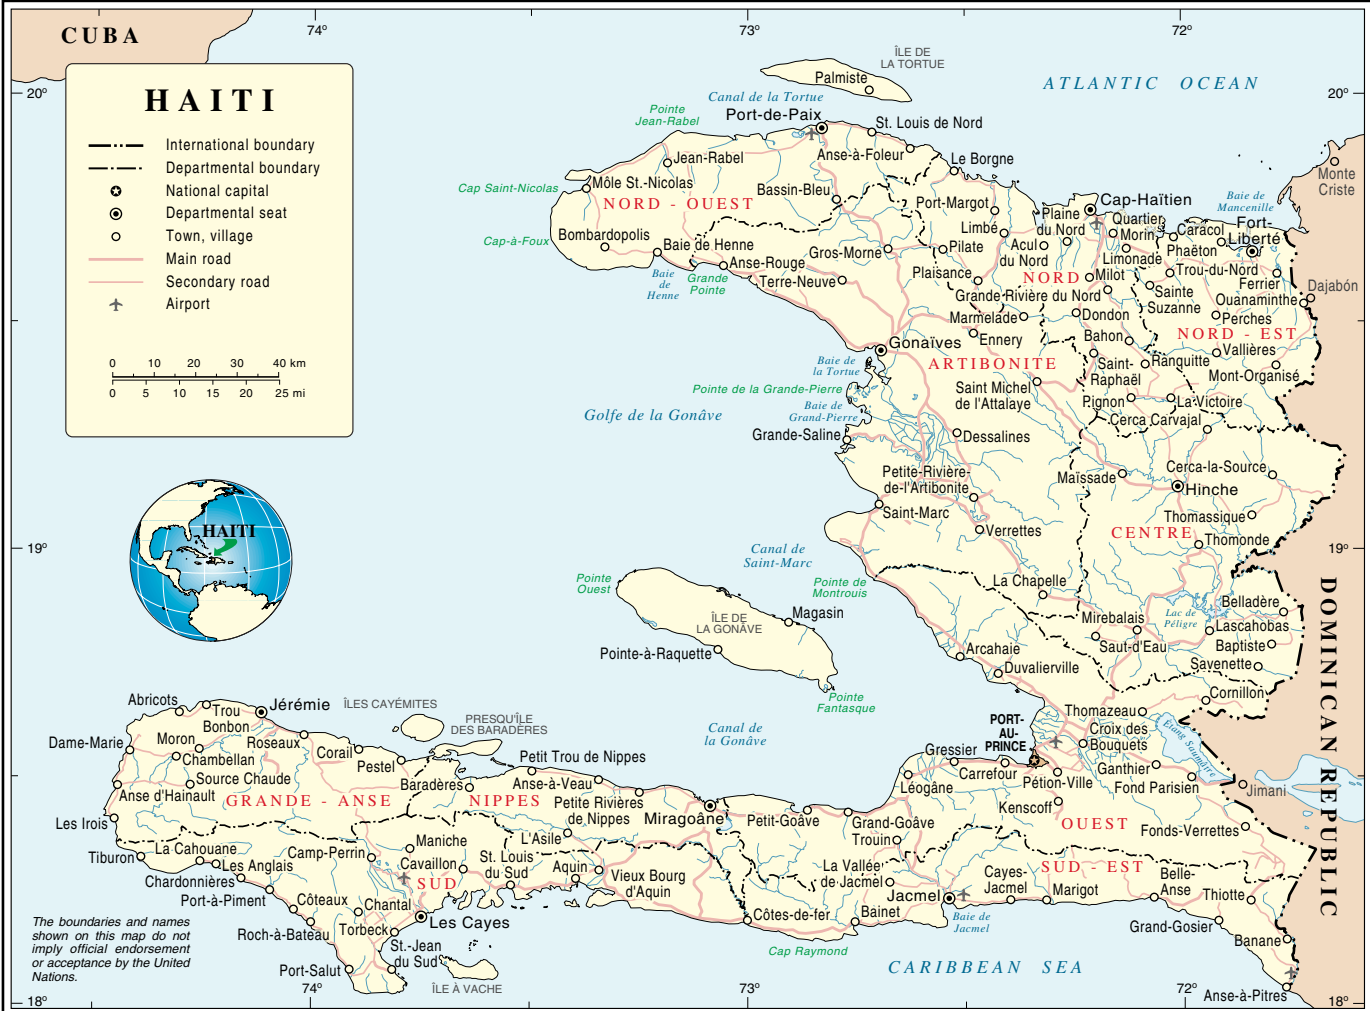 74°
73°
72°
CUBA
HAITI
International boundary
Departmental boundary
National capital
Departmental seat
Town, village
Main road
Secondary road
Airport
0 10 20 30 40 km
0 5 10 15 20 25 mi
20°
20°
ÎLE DE
LA TORTUE
Palmiste
ATLANTIC OCEAN
Canal de la Tortue
Pointe
Jean-Rabel
Port-de-Paix
St. Louis de Nord
Anse-à-Foleur
Le Borgne
Jean-Rabel
Monte
Criste
Cap Saint-Nicolas
Môle St.-Nicolas
Bassin-Bleu
NORD - OUEST
Port-Margot
Cap-Haïtien
Baie de
Mancenille
Plaine
du Nord
Quartier
Morin
Fort-
Liberté
Limbé
Caracol
Cap-à-Foux
Bombardopolis
Baie de Henne
Acul
du Nord
Limonade
Phaëton
Gros-Morne
Pilate
Anse-Rouge
Baie
de
Henne
Grande
Pointe
Terre-Neuve
Plaisance
NORD
Milot
Trou-du-Nord
Ferrier
Dajabón
Grande Rivière du Nord
Sainte
Suzanne
Ouanaminthe
Marmelade
Dondon
Perches
Gonaïves
Ennery
Bahon
NORD - EST
Vallières
Baie de
la Tortue
ARTIBONITE
Saint-
Raphaël
Ranquitte
Mont-Organisé
Pointe de la Grande-Pierre
Saint Michel
de l'Attalaye
Pignon
La Victoire
Baie de
Grand-Pierre
Golfe de la Gonâve
Cerca Carvajal
Grande-Saline
Dessalines
Petite-Rivière-
de-l'Artibonite
Maïssade
Cerca-la-Source
Hinche
Saint-Marc
Thomassique
Verrettes
CENTRE
Thomonde
HAITI
19°
19°
Canal de
Saint-Marc
Pointe
Ouest
Pointe de
Montrouis
La Chapelle
Belladère
ÎLE DE
LA GONÂVE
Magasin
Mirebalais
Lac de
Péligre
Lascahobas
Pointe-à-Raquette
Arcahaie
Saut-d'Eau
Baptiste
Duvalierville
Savenette
DOMINICAN REPUBLIC
Pointe
Fantasque
Cornillon
Abricots
Trou
Bonbon
Jérémie
ÎLES CAYÉMITES
PRESQU'ÎLE
DES BARADÈRES
Canal de
la Gonâve
PORT-
AU-
PRINCE
Thomazeau
Croix des
Bouquets
Étang Saumâtre
Dame-Marie
Moron
Roseaux
Corail
Pestel
Petit Trou de Nippes
Gressier
Chambellan
Carrefour
Pétion-Ville
Ganthier
Fond Parisien
Source Chaude
Baradères
Anse-à-Veau
Léogâne
Jimani
Anse d'Hainault
GRANDE - ANSE
NIPPES
Petite Rivières
de Nippes
Kenscoff
Miragoâne
Petit-Goâve
Grand-Goâve
OUEST
Fonds-Verrettes
Les Irois
Maniche
L'Asile
Trouin
Tiburon
La Cahouane
Les Anglais
Camp-Perrin
Cavaillon
St. Louis
du Sud
Aquin
Vieux Bourg
d'Aquin
La Vallée
de Jacmel
Cayes-
Jacmel
SUD - EST
Chardonnières
SUD
Belle-
Anse
Port-à-Piment
Côteaux
Chantal
Jacmel
Marigot
Thiotte
Les Cayes
Côtes-de-fer
Bainet
Baie de
Jacmel
Grand-Gosier
Roch-à-Bateau
Torbeck
Banane
St.-Jean
du Sud
Cap Raymond
Port-Salut
ÎLE À VACHE
CARIBBEAN SEA
Anse-à-Pitres
The boundaries and names
shown on this map do not
imply official endorsement
or acceptance by the United
Nations.
18°
18°
74°
73°
72°